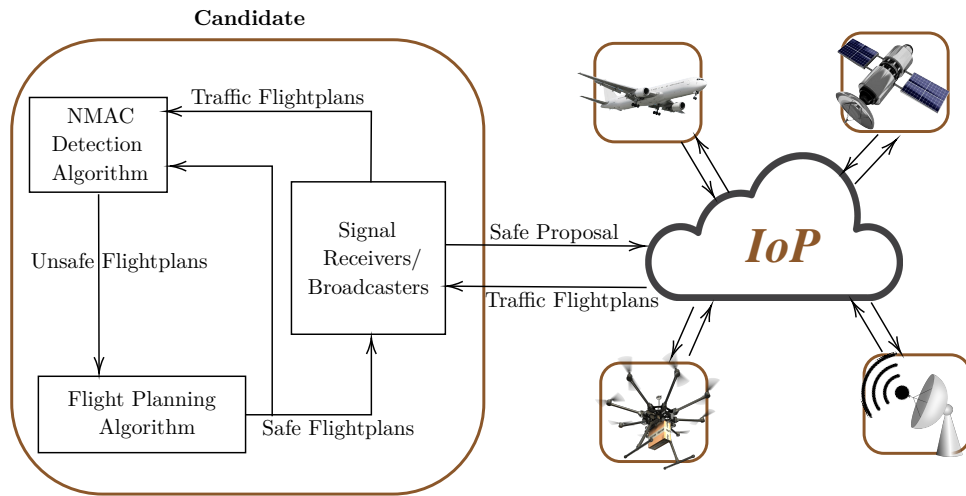 Candidate
Traffic Flightplans
NMAC
Detection
Algorithm
Signal
Receivers/
Broadcasters
Unsafe Flightplans
Flight Planning
Algorithm
Safe Flightplans
Safe Proposal
Traffic Flightplans
IoP